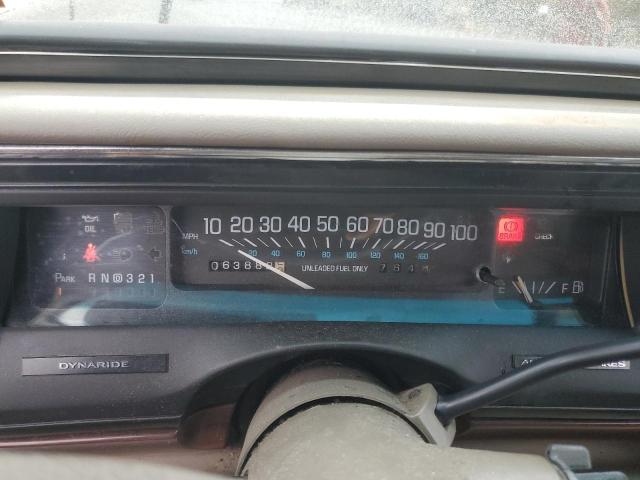 10 20 30 40 50 60 70 80 90 100
MPH
km/h 20 40 60 80 100 120 140 160
OIL
BRAKE
CHECK
UNLEADED FUEL ONLY
PARK R N D 3 2 1
E F
DYNARIDE